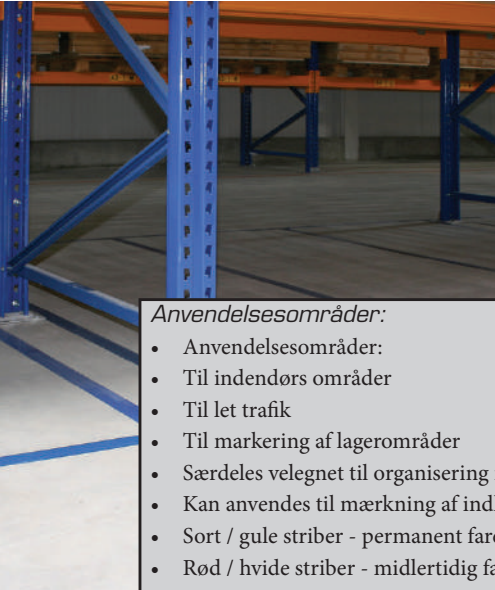 Anvendelsesområder:
• Anvendelsesområder:
• Til indendørs områder
• Til let trafik
• Til markering af lagerområder
• Særdeles velegnet til organisering
• Kan anvendes til mærkning af
• Sort / gule striber - permanent
• Rød / hvide striber - midlertidig